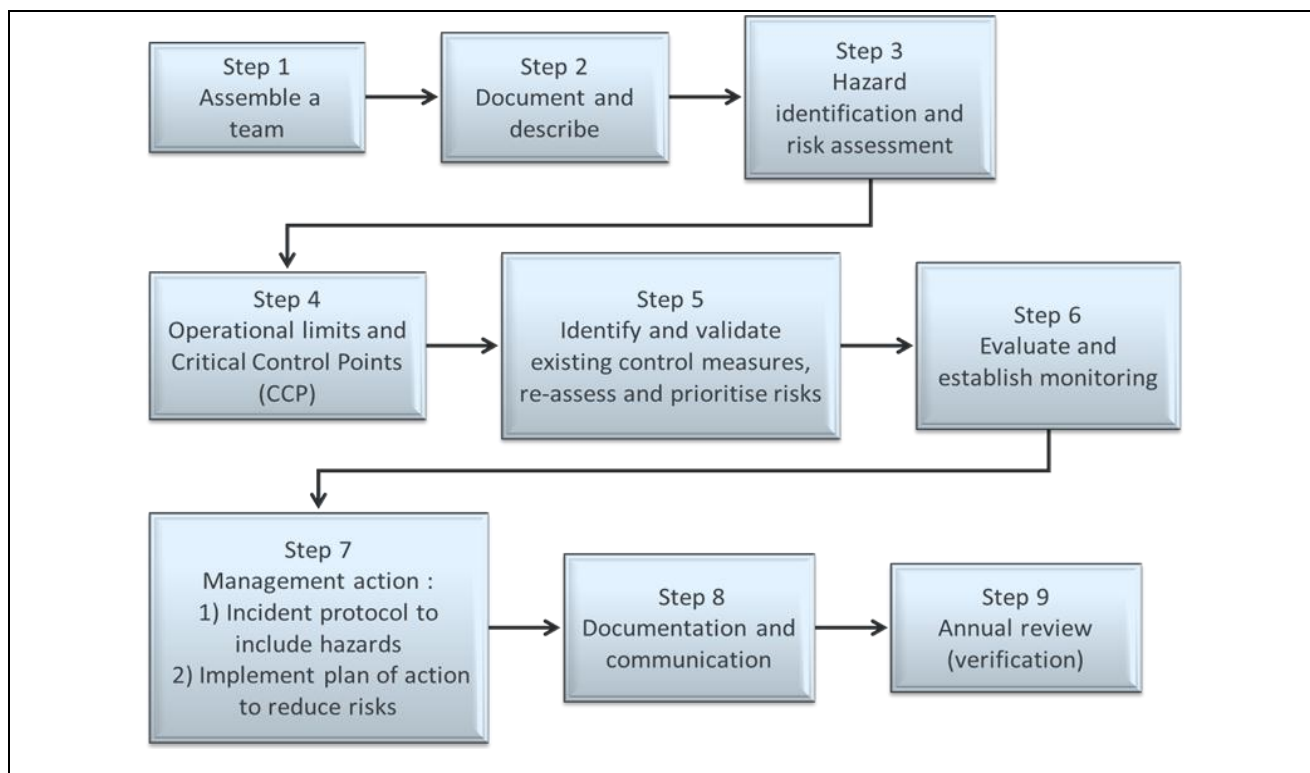 Step 1
Assemble a
team
Step 2
Document and
describe
Step 3
Hazard
identification and
risk assessment
Step 4
Operational limits and
Critical Control Points
(CCP)
Step 5
Identify and validate
existing control measures,
re-assess and prioritise risks
Step 6
Evaluate and
establish monitoring
Step 7
Management action :
1) Incident protocol to
include hazards
2) Implement plan of action
to reduce risks
Step 8
Documentation and
communication
Step 9
Annual review
(verification)